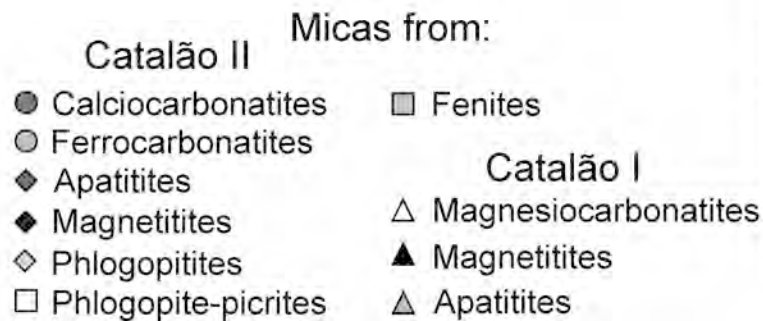 Micas from:
Catalão II
Calciocarbonatites
Ferrocarbonatites
Apatitites
Magnetitites
Phlogopitites
Phlogopite-picrites
Fenites
Catalão I
Magnesiocarbonatites
Magnetitites
Apatitites